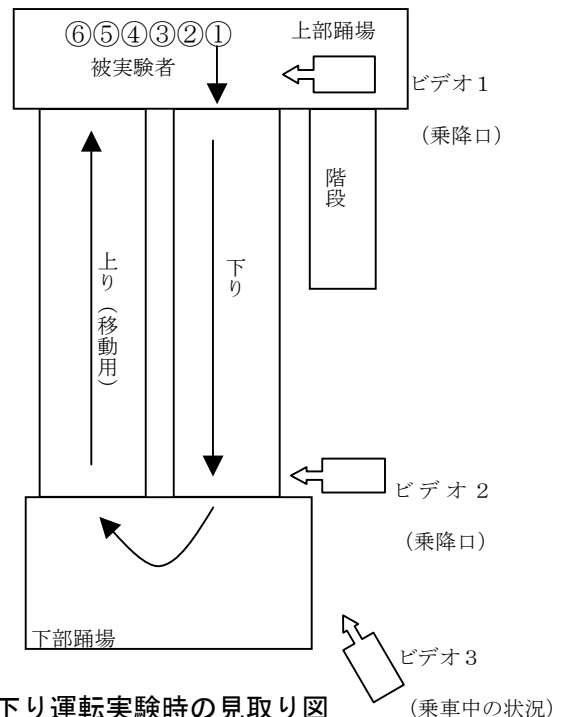 ⑥⑤④③②①
被実験者
上部踊場
ビデオ１
（乗降口）
階段
上り（移動用）
下り
ビデオ２
（乗降口）
下部踊場
ビデオ３
（乗車中の状況）
下り運転実験時の見取り図